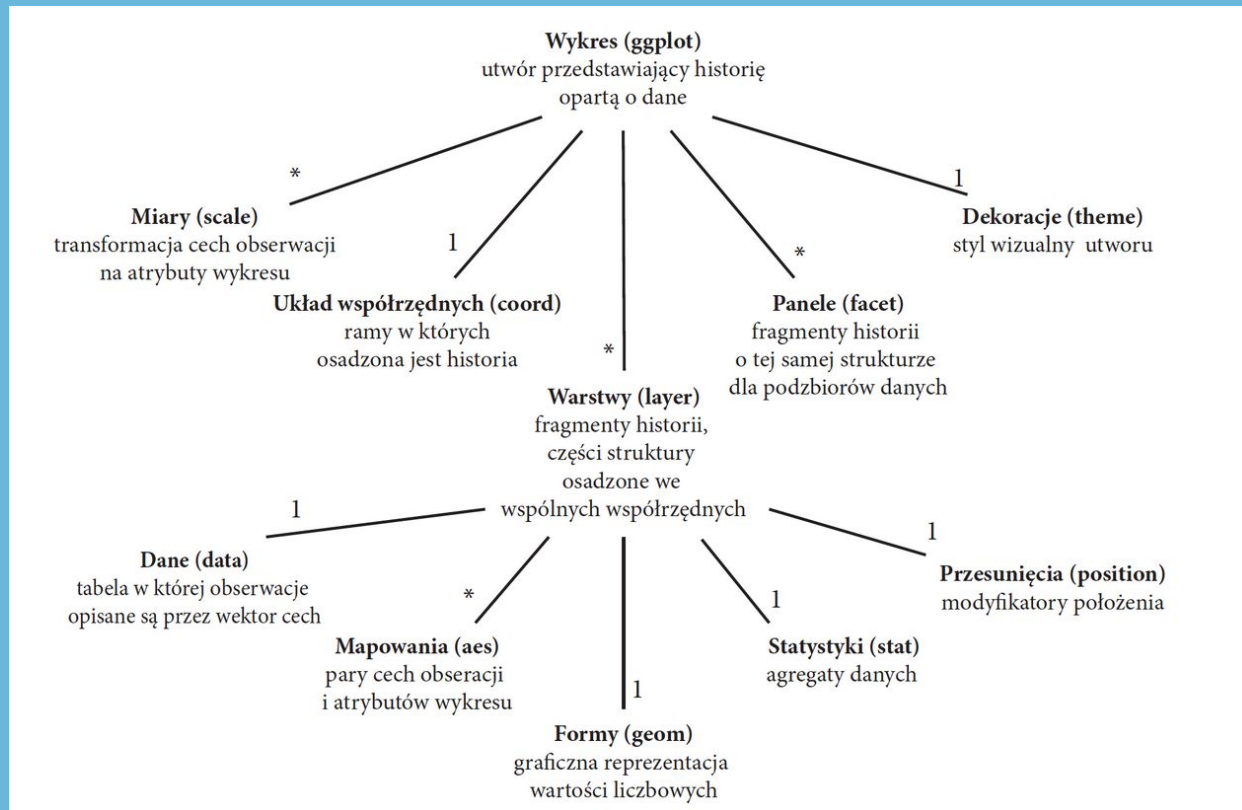 Wykres (ggplot)
utwór przedstawiający historię
opartą o dane
*
Miary (scale)
transformacja cech obserwacji
na atrybuty wykresu
1
Układ współrzędnych (coord)
ramy w których
osadzona jest historia
*
Warstwy (layer)
fragmenty historii,
części struktury
osadzone we
wspólnych współrzędnych
*
Panele (facet)
fragmenty historii
o tej samej strukturze
dla podzbiorów danych
1
Dekoracje (theme)
styl wizualny utworu
1
Dane (data)
tabela w której obserwacje
opisane są przez wektor cech
*
Mapowania (aes)
pary cech obseracji
i atrybutów wykresu
1
Formy (geom)
graficzna reprezentacja
wartości liczbowych
1
Statystyki (stat)
agregaty danych
1
Przesunięcia (position)
modyfikatory położenia